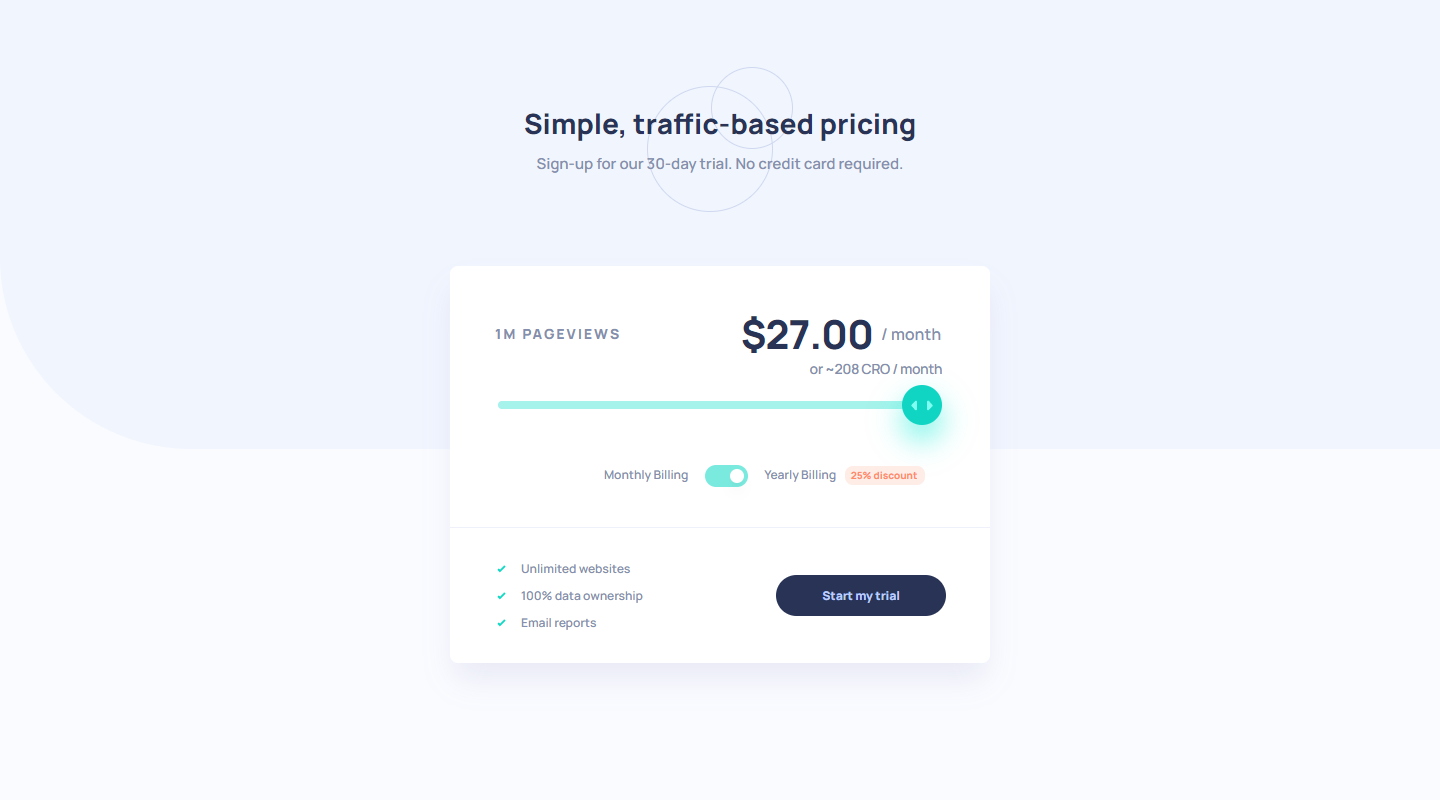 Simple, traffic-based pricing
Sign-up for our 30-day trial. No credit card required.
1M PAGEVIEWS
$27.00 / month
or ~208 CRO / month
Monthly Billing Yearly Billing 25% discount
Unlimited websites
100% data ownership
Email reports
Start my trial